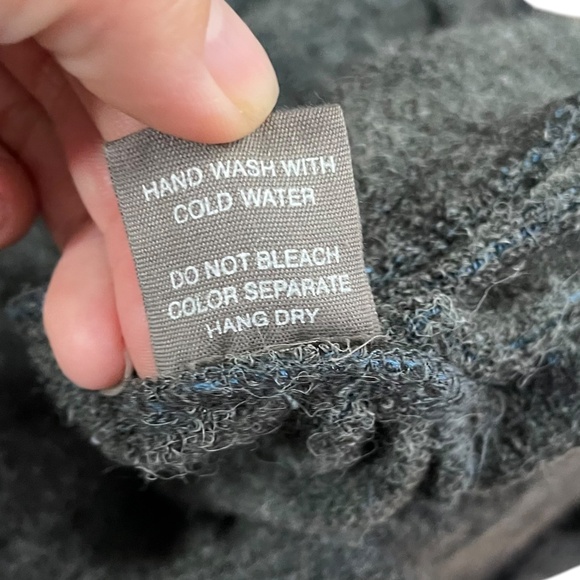 HAND WASH WITH
COLD WATER
DO NOT BLEACH
COLOR SEPARATE
HANG DRY